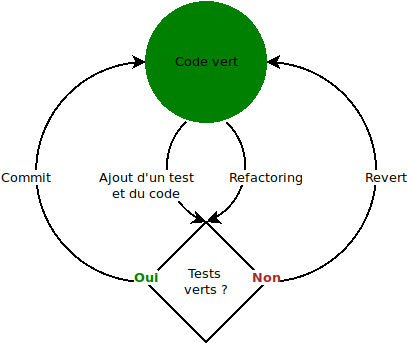 Code vert
Commit
Ajout d'un test
et du code
Refactoring
Revert
Oui
Tests
verts ?
Non